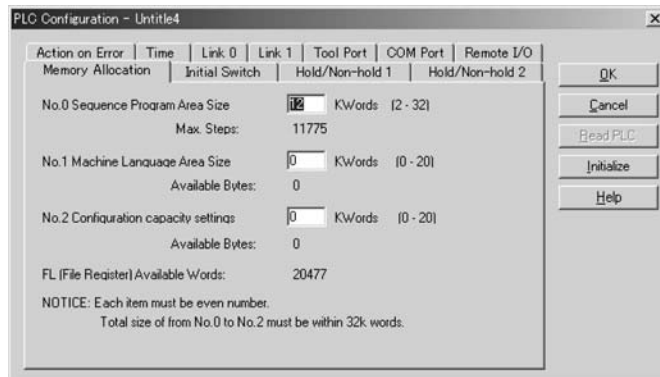 PLC Configuration - Untitle4
Action on Error Time Link 0 Link 1 Tool Port COM Port Remote I/O
Memory Allocation Initial Switch Hold/Non-hold 1 Hold/Non-hold 2
No.0 Sequence Program Area Size 12 KWords (2 - 32)
Max. Steps: 11775
No.1 Machine Language Area Size 0 KWords (0 - 20)
Available Bytes: 0
No.2 Configuration capacity settings 0 KWords (0 - 20)
Available Bytes: 0
FL (File Register) Available Words: 20477
NOTICE: Each item must be even number.
Total size of from No.0 to No.2 must be within 32k words.
OK
Cancel
Read PLC
Initialize
Help